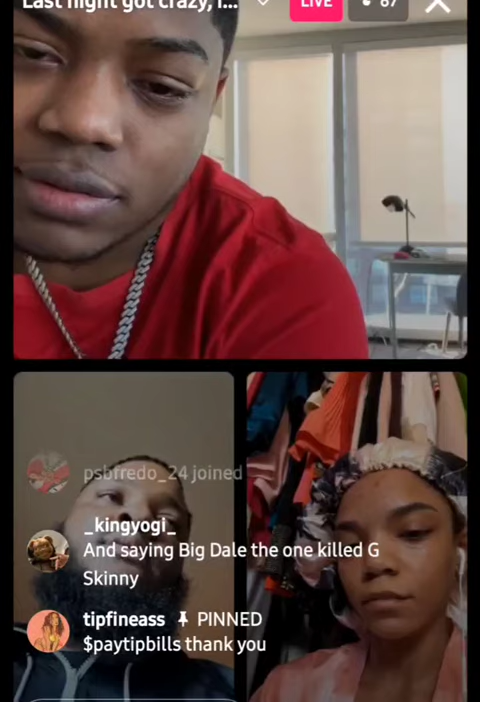 Last night got crazy, i...
LIVE
67
psbfredo_24 joined
_kingyogi_
And saying Big Dale the one killed G
Skinny
tipfineass PINNED
$paytipbills thank you